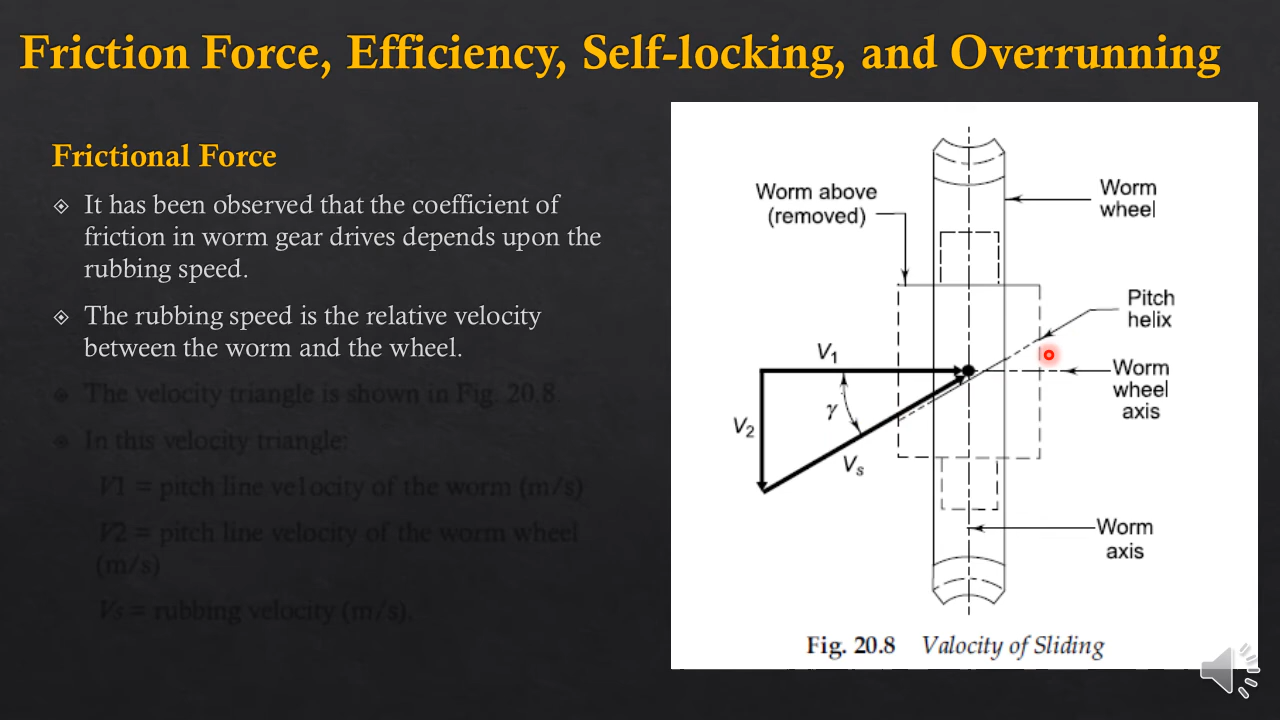 Friction Force, Efficiency, Self-locking, and Overrunning
Frictional Force
It has been observed that the coefficient of
friction in worm gear drives depends upon the
rubbing speed.
The rubbing speed is the relative velocity
between the worm and the wheel.
The velocity triangle is shown in Fig. 20.8.
In this velocity triangle:
V1 = pitch line velocity of the worm (m/s)
V2 = pitch line velocity of the worm wheel
(m/s)
Vs = rubbing velocity (m/s).
Worm above
(removed)
Worm
wheel
Pitch
helix
V1
Worm
wheel
axis
γ
V2
Vs
Worm
axis
Fig. 20.8 Valocity of Sliding